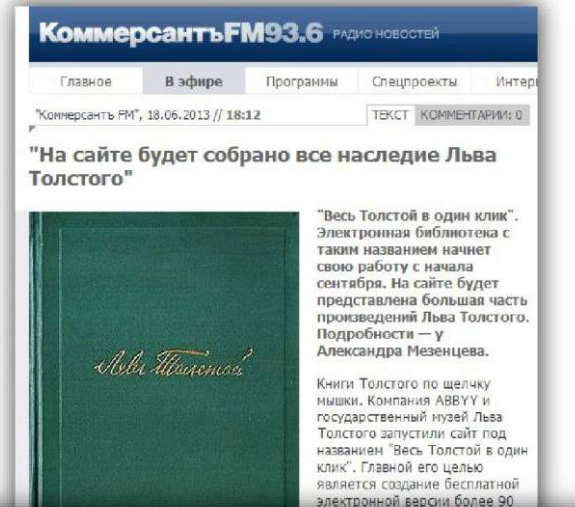 КоммерсантъFM93.6 РАДИО НОВОСТЕЙ
Главное В эфире Программы Спецпроекты
"Коммерсантъ FM", 18.06.2013 // 18:12 ТЕКСТ КОММЕНТАРИИ: 0
"На сайте будет собрано все наследие Льва
Толстого"
"Весь Толстой в один клик".
Электронная библиотека с
таким названием начнет
свою работу с начала
сентября. На сайте будет
представлена большая часть
произведений Льва Толстого.
Подробности — у
Александра Мезенцева.
Левъ Толстой
Книги Толстого по щелчку
мышки. Компания ABBYY и
государственный музей Льва
Толстого запустили сайт под
названием "Весь Толстой в один
клик". Главной его целью
является создание бесплатной
электронной версии более 90